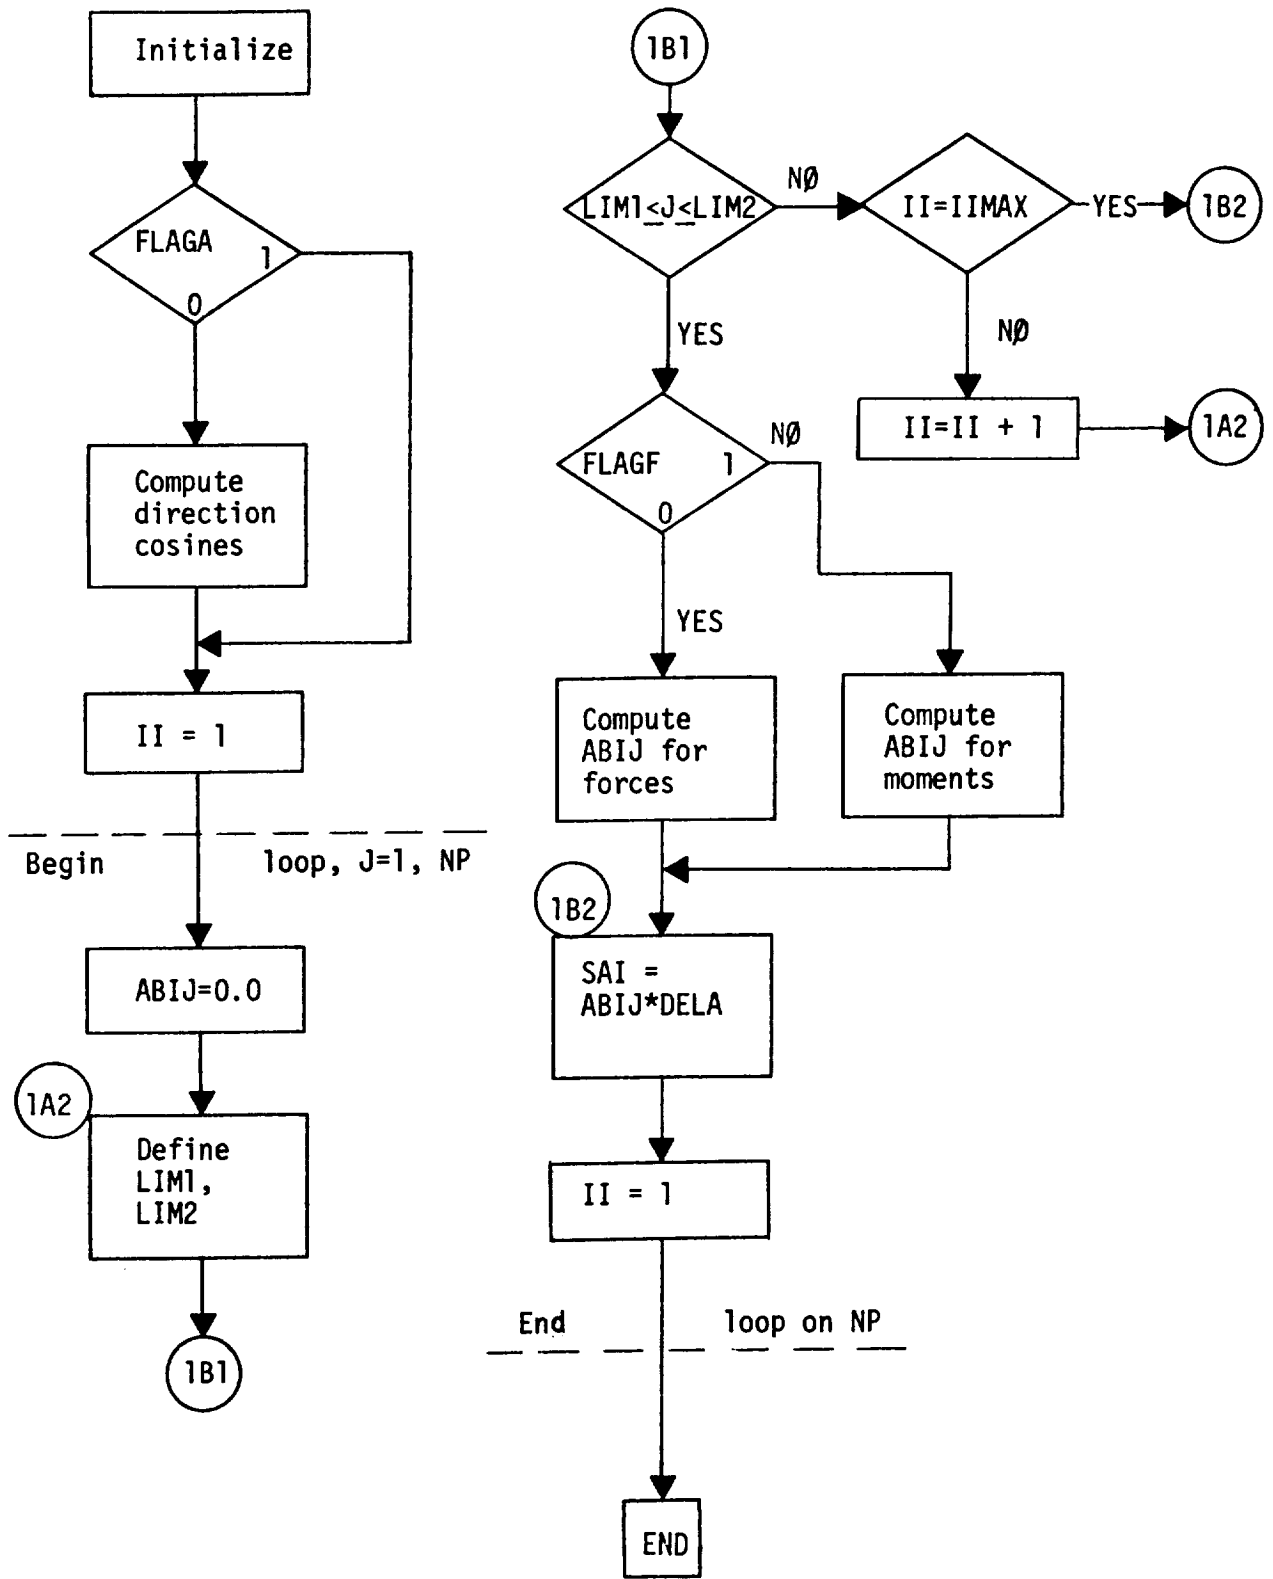 Initialize
FLAGA
1
0
Compute
direction
cosines
II = 1
Begin loop, J=1, NP
ABIJ=0.0
1A2
Define
LIM1,
LIM2
1B1
1B1
LIM1≤J≤LIM2
NØ
II=IIMAX
YES
1B2
YES
NØ
II=II + 1
1A2
FLAGF 1
NØ
0
YES
Compute
ABIJ for
forces
Compute
ABIJ for
moments
1B2
SAI =
ABIJ*DELA
II = 1
End loop on NP
END